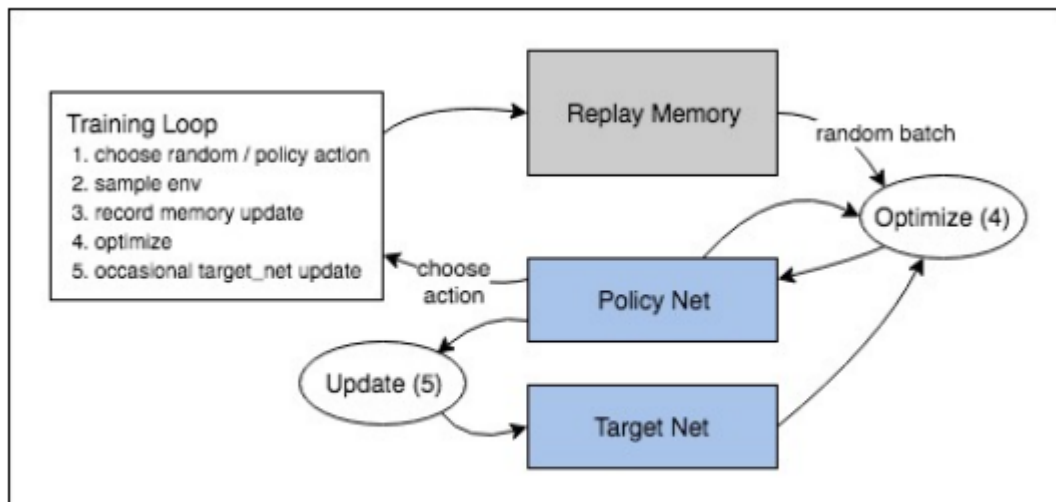 Training Loop
1. choose random / policy action
2. sample env
3. record memory update
4. optimize
5. occasional target_net update
Replay Memory
random batch
Optimize (4)
choose
action
Policy Net
Update (5)
Target Net